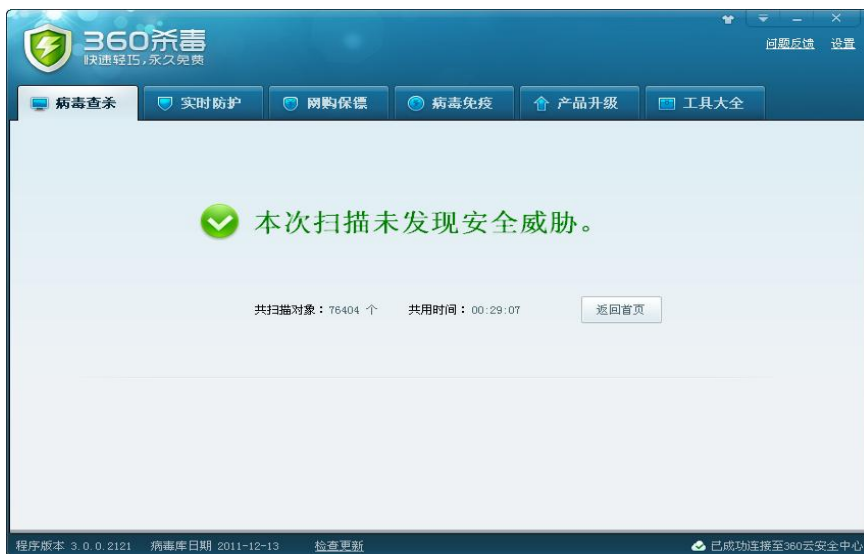 360杀毒
快速轻巧,永久免费
问题反馈 设置
病毒查杀 实时防护 网购保镖 病毒免疫 产品升级 工具大全
本次扫描未发现安全威胁。
共扫描对象：76404 个 共用时间：00:29:07 返回首页
程序版本 3.0.0.2121 病毒库日期 2011-12-13 检查更新 已成功连接至360云安全中心